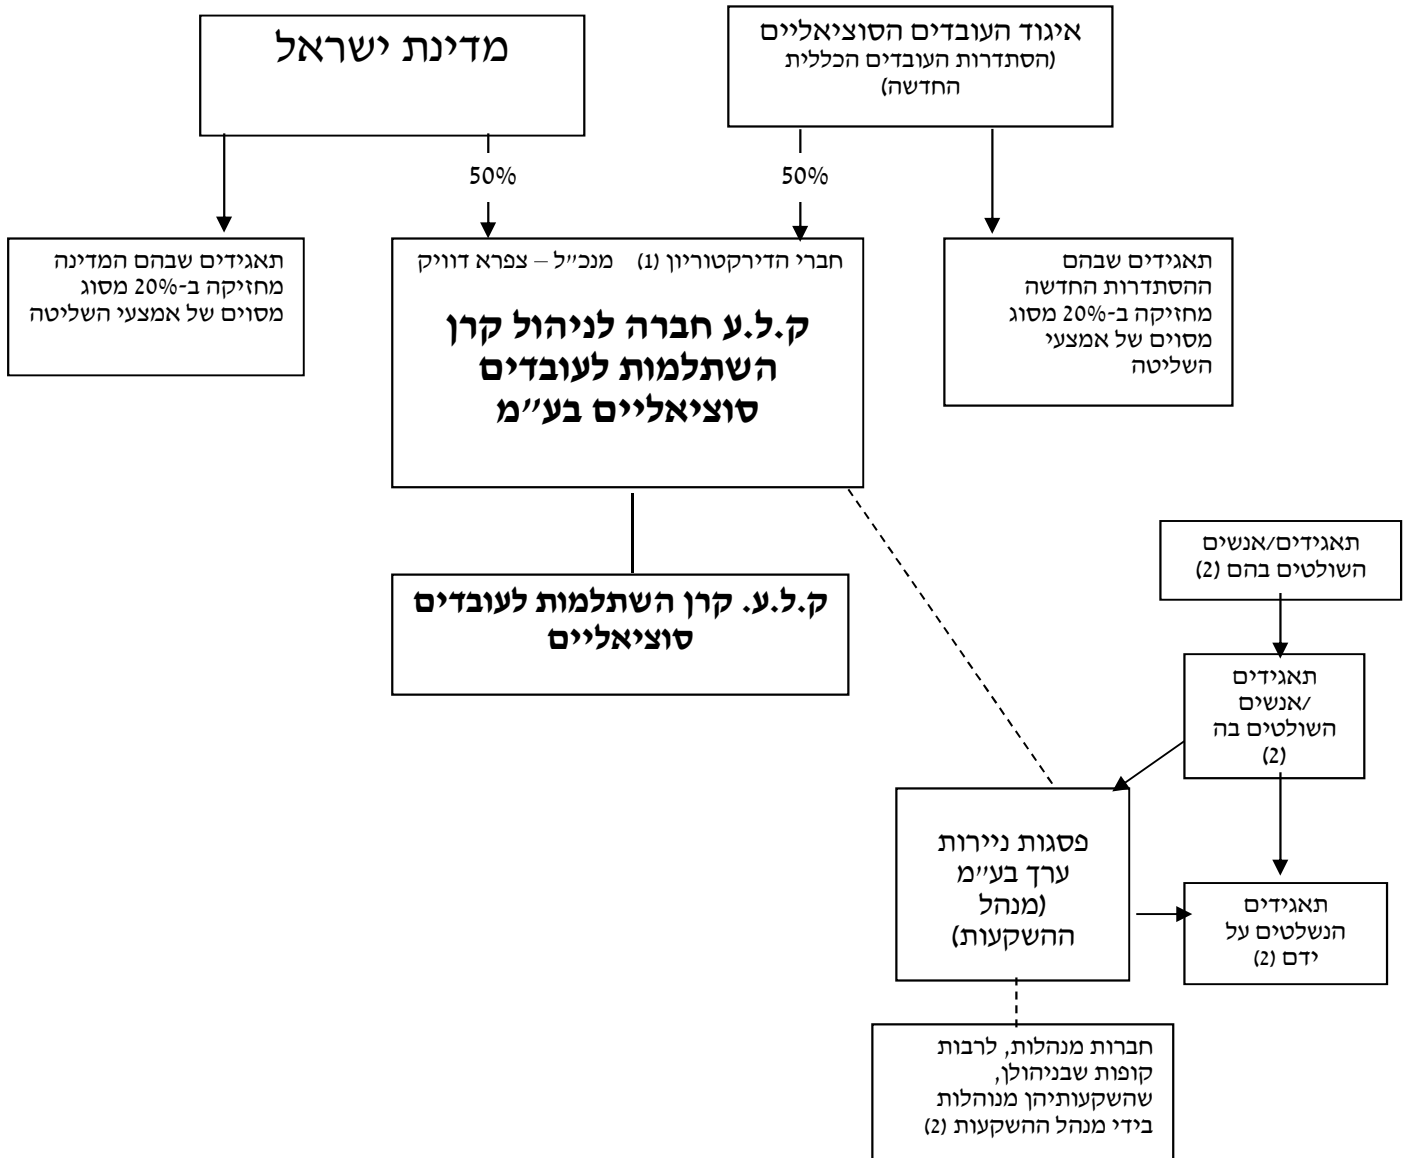 מדינת ישראל
איגוד העובדים הסוציאליים
(הסתדרות העובדים הכללית
החדשה)
50%
50%
תאגידים שבהם המדינה
מחזיקה ב-20% מסוג
מסוים של אמצעי השליטה
חברי הדירקטוריון (1) מנכ״ל – צפרא דוויק
ק.ל.ע חברה לניהול קרן
השתלמות לעובדים
סוציאליים בע״מ
תאגידים שבהם
ההסתדרות החדשה
מחזיקה ב-20% מסוג
מסוים של אמצעי
השליטה
ק.ל.ע. קרן השתלמות לעובדים
סוציאליים
תאגידים/אנשים
השולטים בהם (2)
תאגידים
/אנשים
השולטים בה
(2)
פסגות ניירות
ערך בע״מ
(מנהל
ההשקעות)
תאגידים
הנשלטים על
ידם (2)
חברות מנהלות, לרבות
קופות שבניהולן,
שהשקעותיהן מנוהלות
בידי מנהל ההשקעות (2)